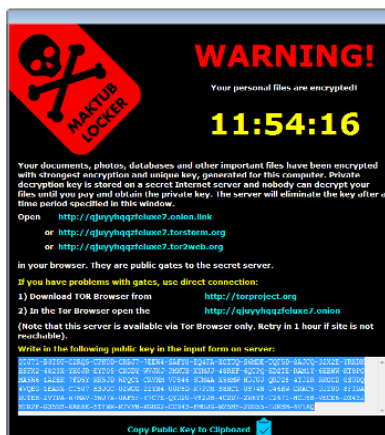 MAKTUB
LOCKER
WARNING!
Your personal files are encrypted!
11:54:16
Your documents, photos, databases and other important files have been encrypted
with strongest encryption and unique key, generated for this computer. Private
decryption key is stored on a secret Internet server and nobody can decrypt your
files until you pay and obtain the private key. The server will eliminate the key after a
time period specified in this window.
Open http://qjuyyhqqzfeluxe7.onion.link
or http://qjuyyhqqzfeluxe7.torstorm.org
or http://qjuyyhqqzfeluxe7.tor2web.org
in your browser. They are public gates to the secret server.
If you have problems with gates, use direct connection:
1) Download TOR Browser from http://torproject.org
2) In the Tor Browser open the http://qjuyyhqqzfeluxe7.onion
(Note that this server is available via Tor Browser only. Retry in 1 hour if site is not
reachable).
Write in the following public key in the input form on server:
Copy Public Key to Clipboard